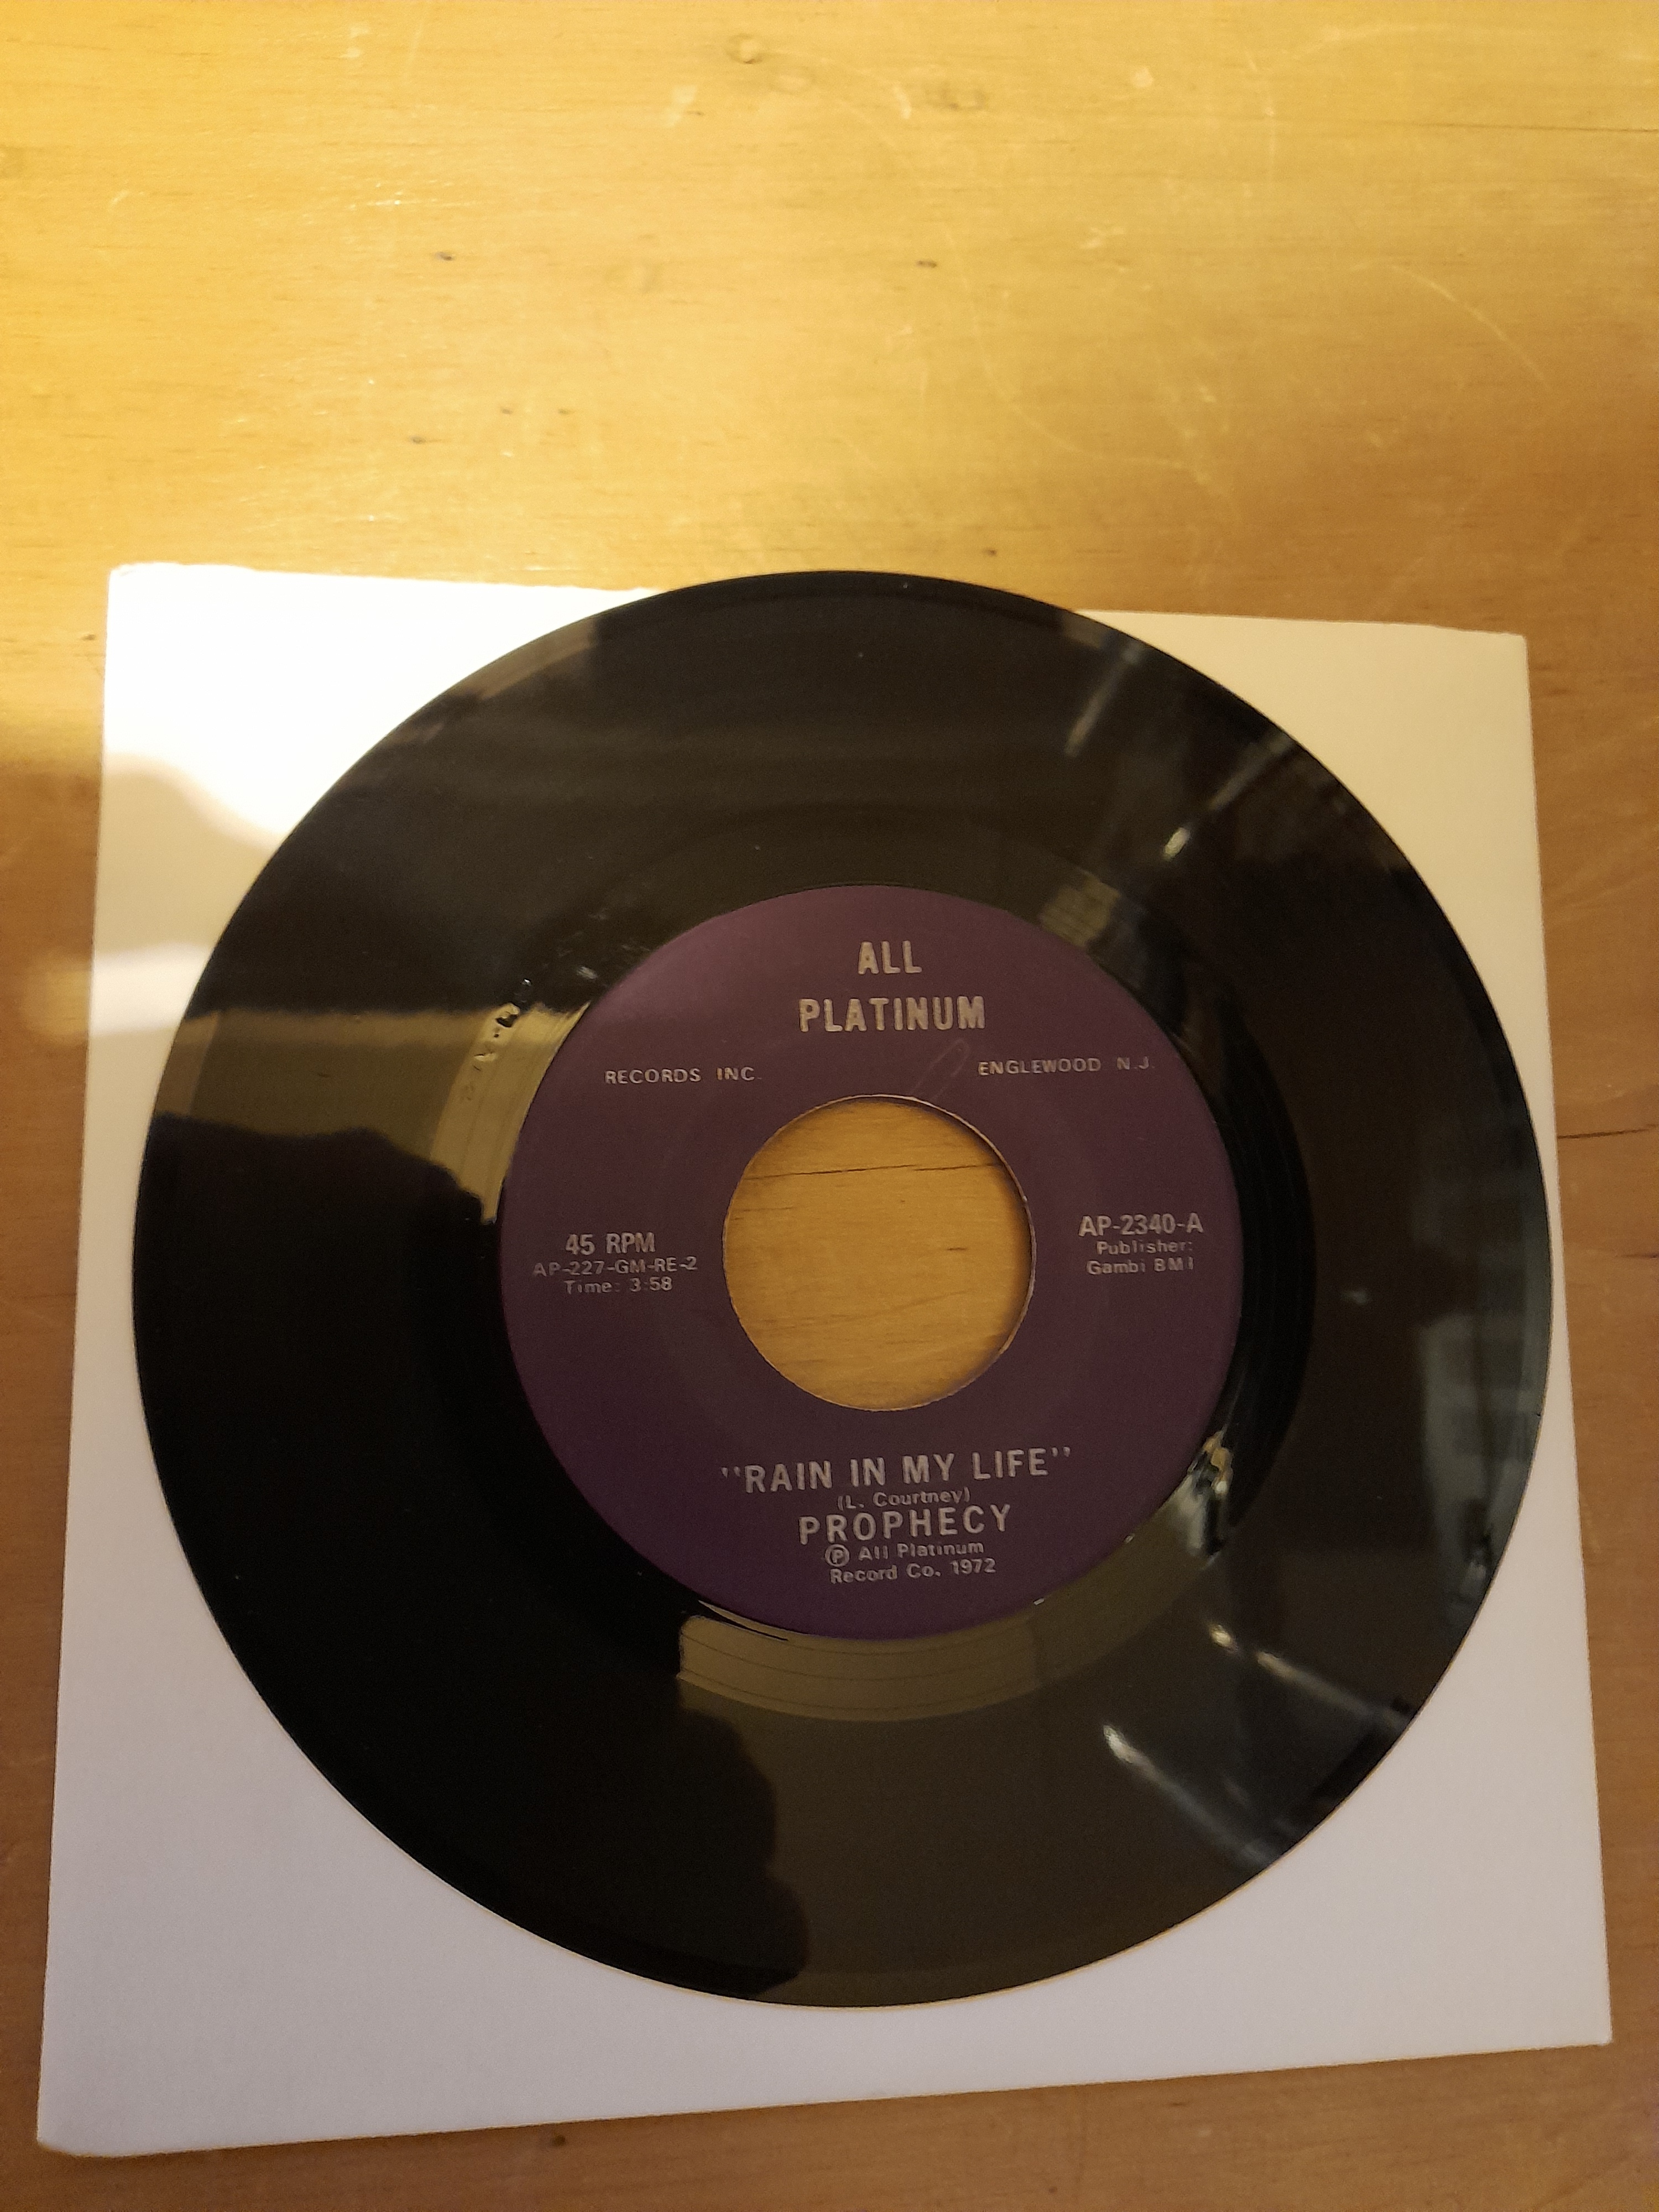 ALL
PLATINUM
RECORDS INC.
ENGLEWOOD N.J.
45 RPM
AP-227-GM-RE-2
Time: 3:58
AP-2340-A
Publisher:
Gambi BMI
"RAIN IN MY LIFE"
(L. Courtney)
PROPHECY
Ⓟ All Platinum
Record Co. 1972